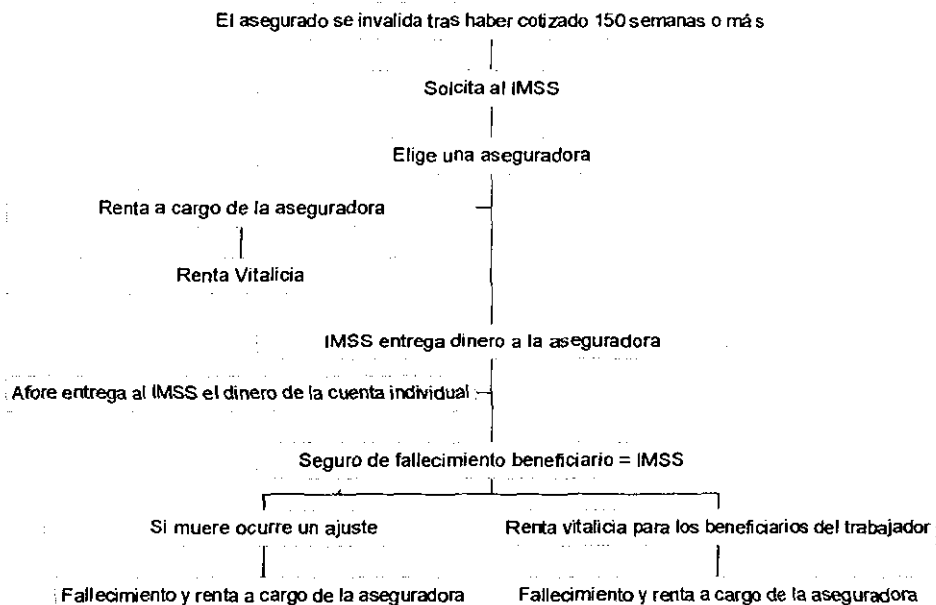 El asegurado se invalida tras haber cotizado 150 semanas o más
Solcita al IMSS
Elige una aseguradora
Renta a cargo de la aseguradora
Renta Vitalicia
IMSS entrega dinero a la aseguradora
Afore entrega al IMSS el dinero de la cuenta individual
Seguro de fallecimiento beneficiario = IMSS
Si muere ocurre un ajuste
Renta vitalicia para los beneficiarios del trabajador
Fallecimiento y renta a cargo de la aseguradora
Fallecimiento y renta a cargo de la aseguradora